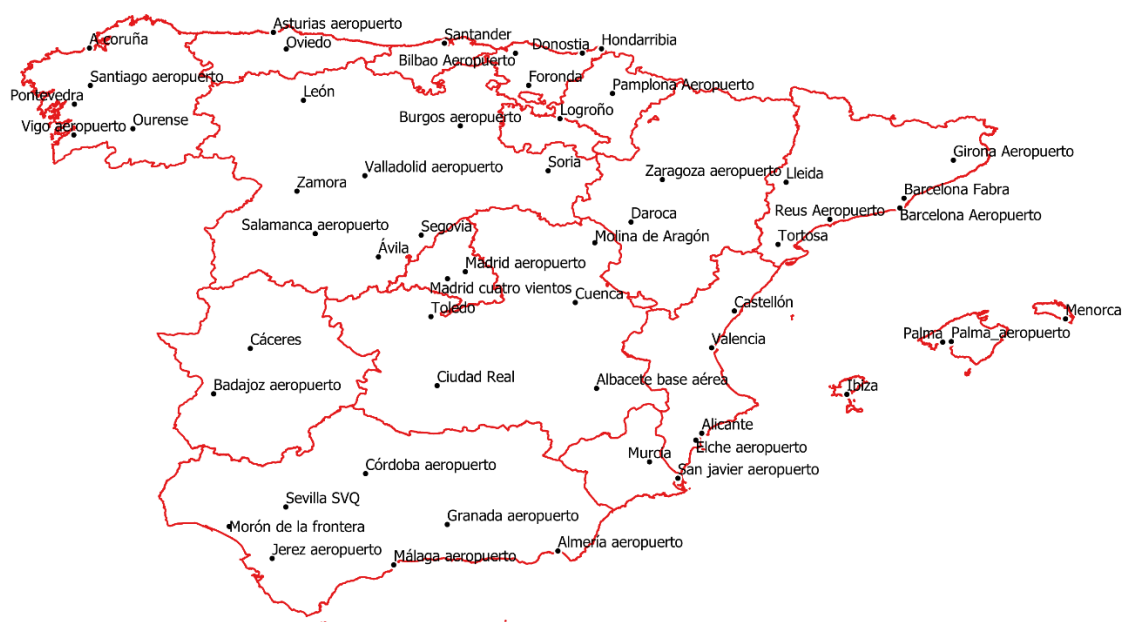 Asturias aeropuerto
A coruña
Oviedo
Santander
Donostia
Hondarribia
Bilbao Aeropuerto
Santiago aeropuerto
León
Foronda
Pamplona Aeropuerto
Pontevedra
Vigo aeropuerto
Ourense
Burgos aeropuerto
Logroño
Valladolid aeropuerto
Soria
Zaragoza aeropuerto
Lleida
Girona Aeropuerto
Zamora
Barcelona Fabra
Salamanca aeropuerto
Segovia
Daroca
Reus Aeropuerto
Barcelona Aeropuerto
Ávila
Molina de Aragón
Tortosa
Madrid aeropuerto
Madrid cuatro vientos
Cuenca
Toledo
Castellón
Menorca
Cáceres
Valencia
Palma
Palma_aeropuerto
Badajoz aeropuerto
Ciudad Real
Albacete base aérea
Ibiza
Alicante
Elche aeropuerto
Murcia
Córdoba aeropuerto
San javier aeropuerto
Sevilla SVQ
Morón de la frontera
Granada aeropuerto
Jerez aeropuerto
Málaga aeropuerto
Almería aeropuerto